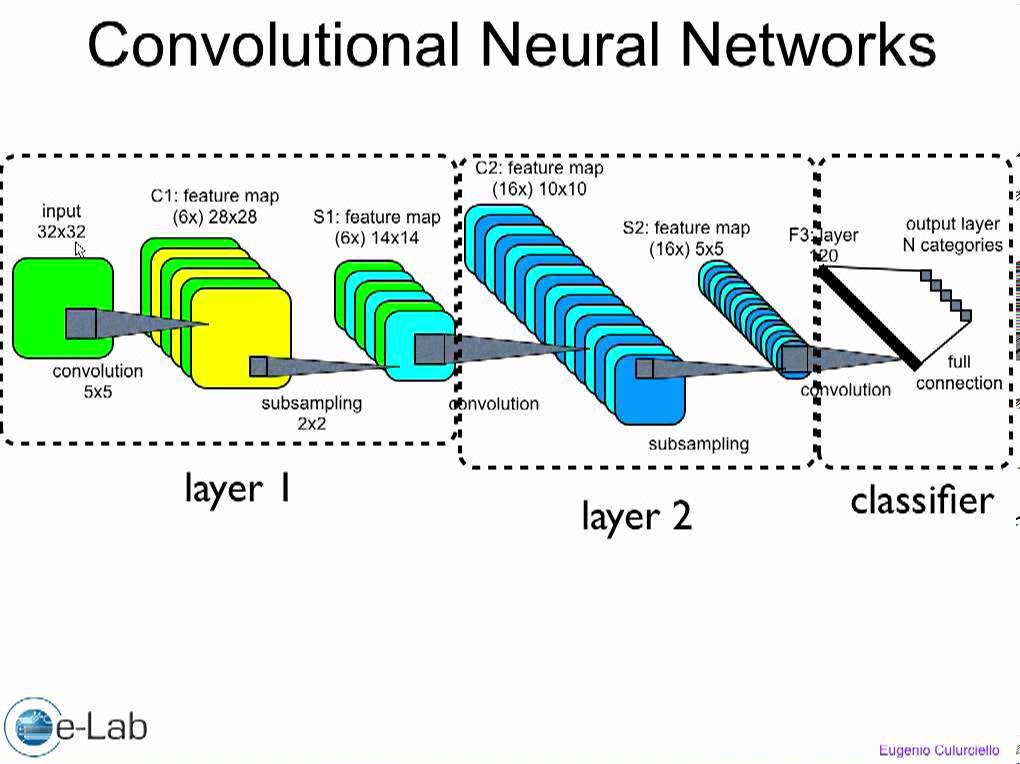 Convolutional Neural Networks
input
32x32
C1: feature map
(6x) 28x28
S1: feature map
(6x) 14x14
convolution
5x5
subsampling
2x2
layer 1
C2: feature map
(16x) 10x10
S2: feature map
(16x) 5x5
convolution
subsampling
layer 2
F3: layer
120
output layer
N categories
convolution
full
connection
classifier
e-Lab
Eugenio Culurciello